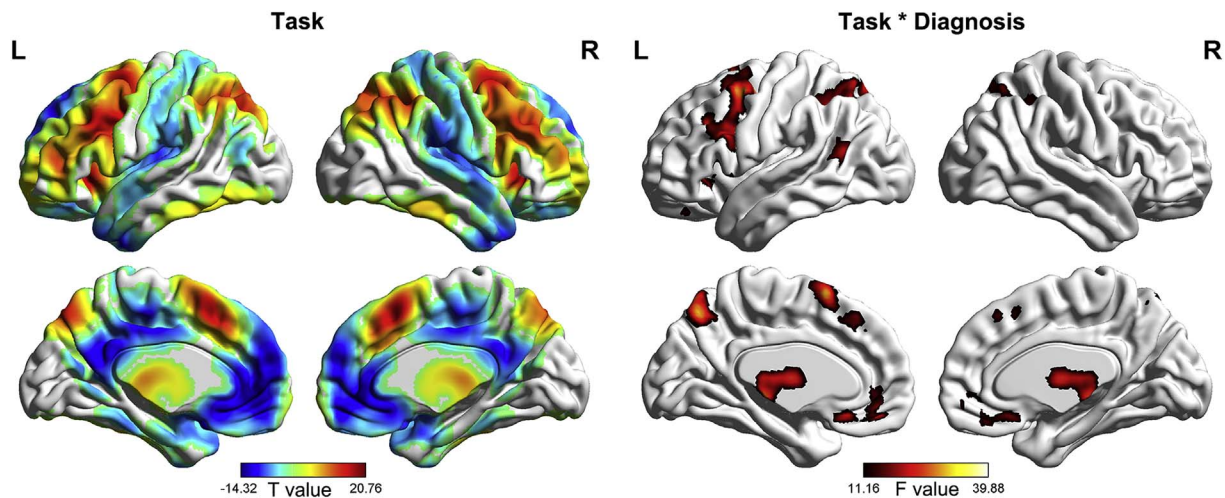 Task
Task * Diagnosis
L
R
L
R
-14.32 T value 20.76
11.16 F value 39.88